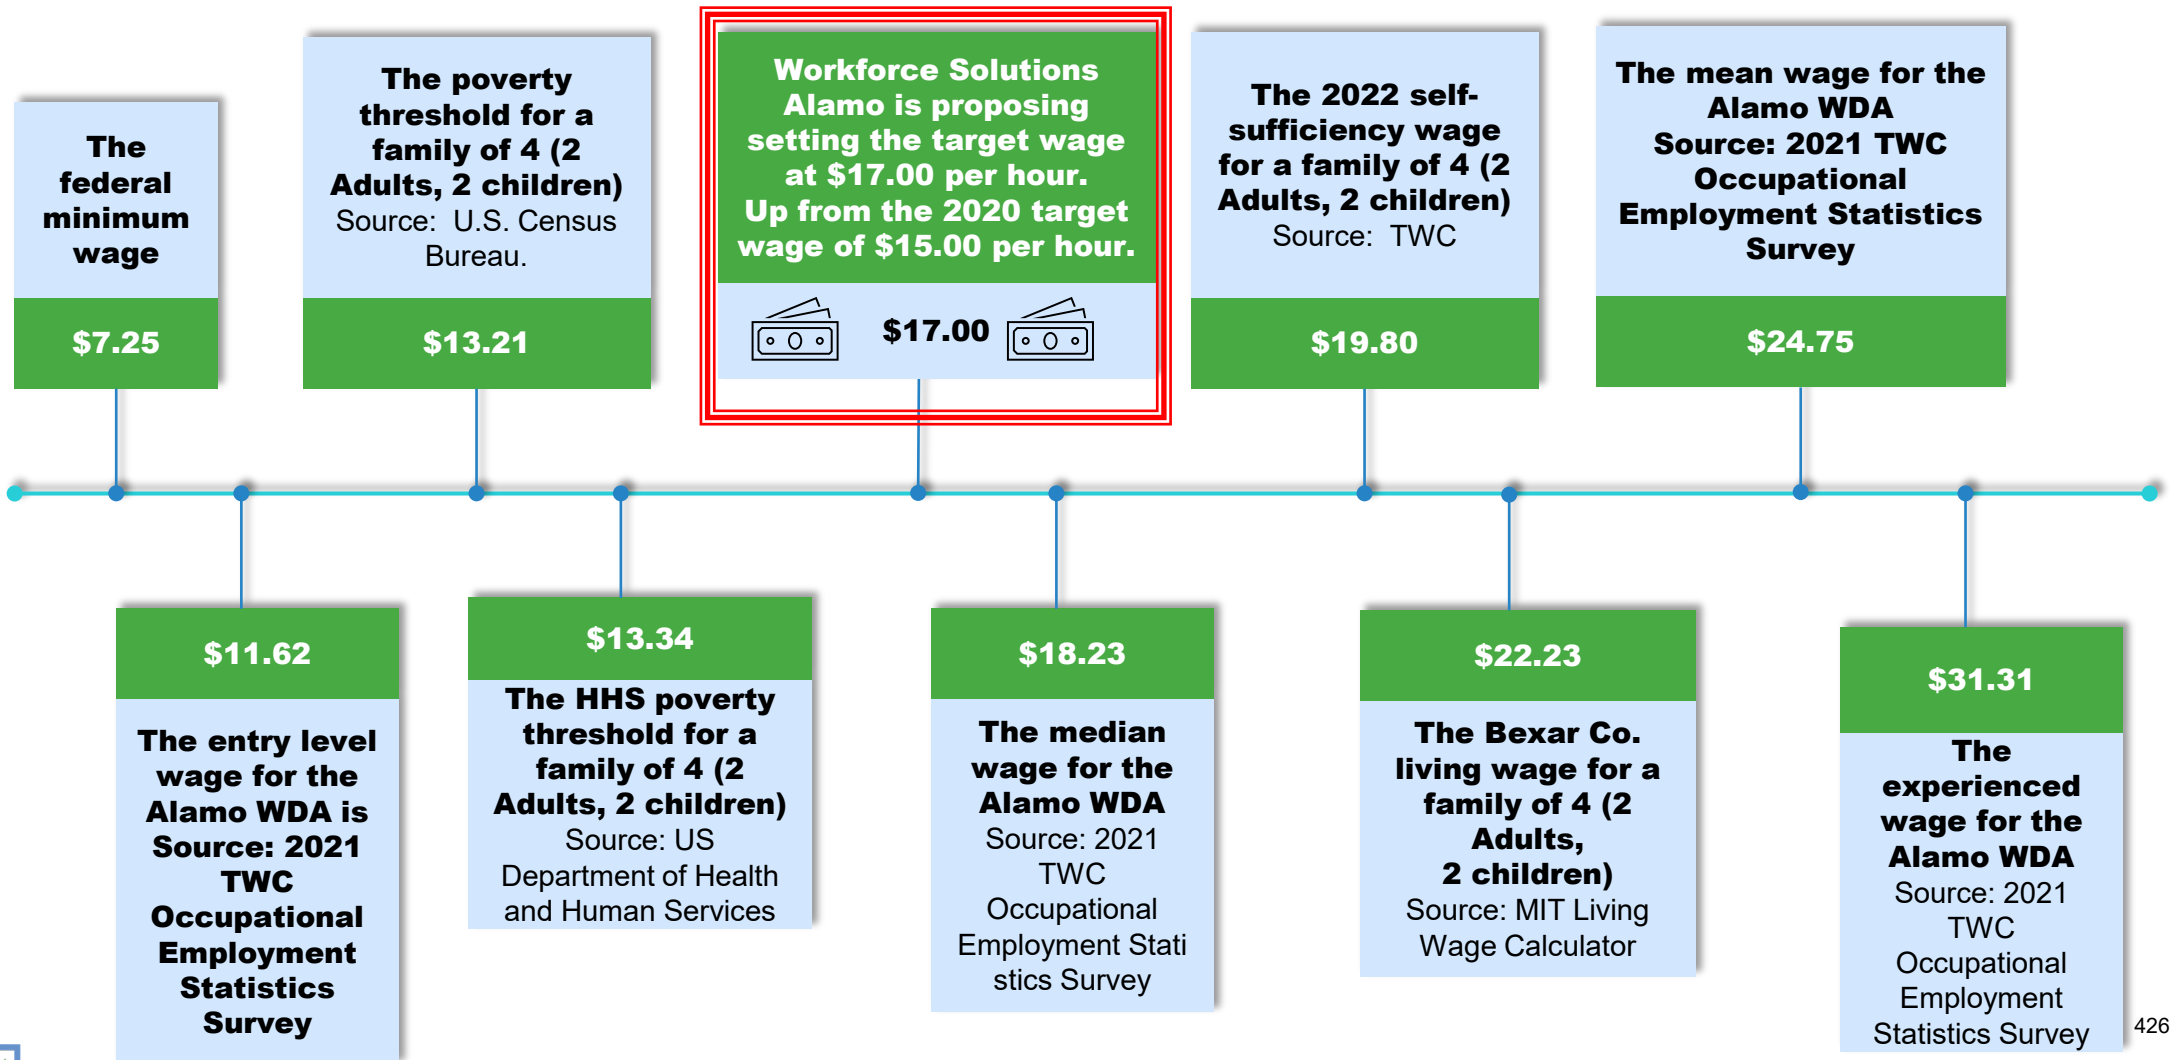 The
federal
minimum
wage
$7.25
The poverty
threshold for a
family of 4 (2
Adults, 2 children)
Source:  U.S. Census
Bureau.
$13.21
Workforce Solutions
Alamo is proposing
setting the target wage
at $17.00 per hour.
Up from the 2020 target
wage of $15.00 per hour.
$17.00
The 2022 self-
sufficiency wage
for a family of 4 (2
Adults, 2 children)
Source:  TWC
$19.80
The mean wage for the
Alamo WDA
Source: 2021 TWC
Occupational
Employment Statistics
Survey
$24.75
$11.62
The entry level
wage for the
Alamo WDA is
Source: 2021
TWC
Occupational
Employment
Statistics
Survey
$13.34
The HHS poverty
threshold for a
family of 4 (2
Adults, 2 children)
Source: US
Department of Health
and Human Services
$18.23
The median
wage for the
Alamo WDA
Source: 2021
TWC
Occupational
Employment Stati
stics Survey
$22.23
The Bexar Co.
living wage for a
family of 4 (2
Adults,
2 children)
Source: MIT Living
Wage Calculator
$31.31
The
experienced
wage for the
Alamo WDA
Source: 2021
TWC
Occupational
Employment
Statistics Survey
426